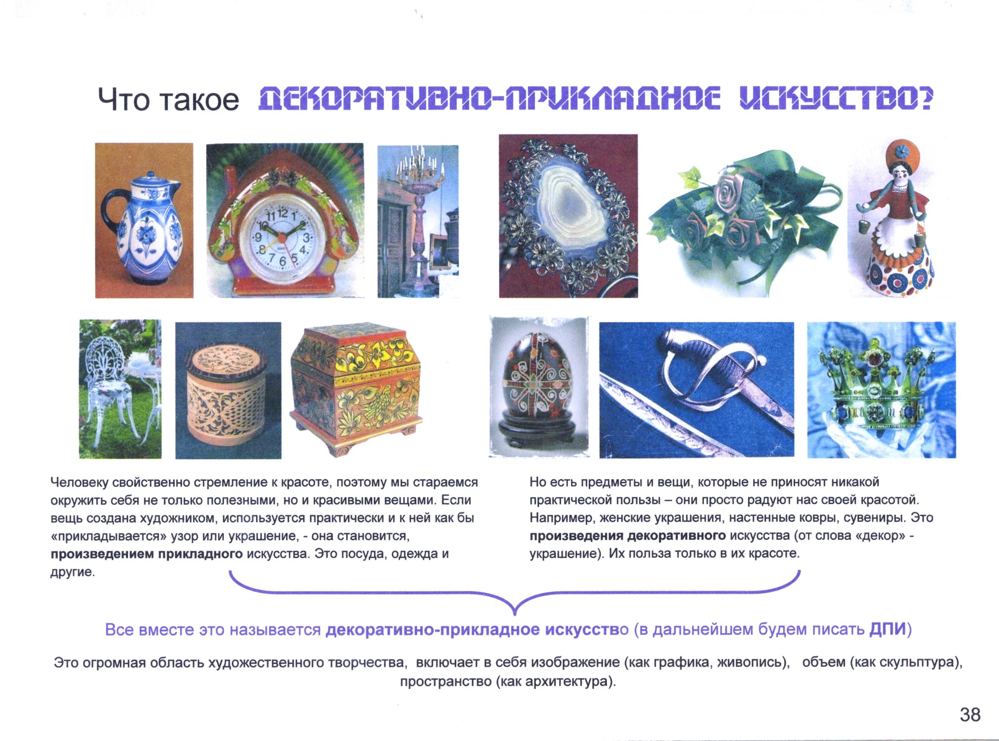 Что такое ДЕКОРАТИВНО-ПРИКЛАДНОЕ ИСКУССТВО?
11 12 1
10 2
9 3
8 4
7 6 5
Человеку свойственно стремление к красоте, поэтому мы стараемся
окружить себя не только полезными, но и красивыми вещами. Если
вещь создана художником, используется практически и к ней как бы
«прикладывается» узор или украшение, - она становится,
произведением прикладного искусства. Это посуда, одежда и
другие.
Но есть предметы и вещи, которые не приносят никакой
практической пользы – они просто радуют нас своей красотой.
Например, женские украшения, настенные ковры, сувениры. Это
произведения декоративного искусства (от слова «декор» -
украшение). Их польза только в их красоте.
Все вместе это называется декоративно-прикладное искусство (в дальнейшем будем писать ДПИ)
Это огромная область художественного творчества, включает в себя изображение (как графика, живопись), объем (как скульптура),
пространство (как архитектура).
38